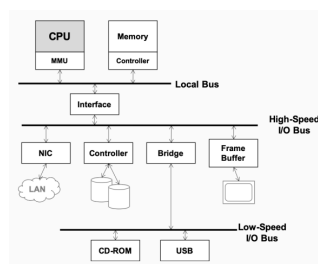 CPU
Memory
MMU
Controller
Local Bus
Interface
High-Speed
I/O Bus
NIC
Controller
Bridge
Frame
Buffer
LAN
Low-Speed
I/O Bus
CD-ROM
USB